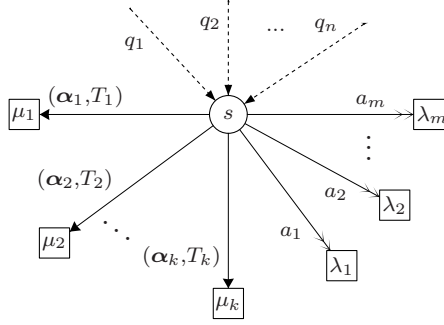 q₁ q₂ ... qₙ
μ₁ (α₁,T₁) s aₘ λₘ
(α₂,T₂) a₂ ⋮
μ₂ ⋱ (αₖ,Tₖ) a₁ λ₂
μₖ λ₁